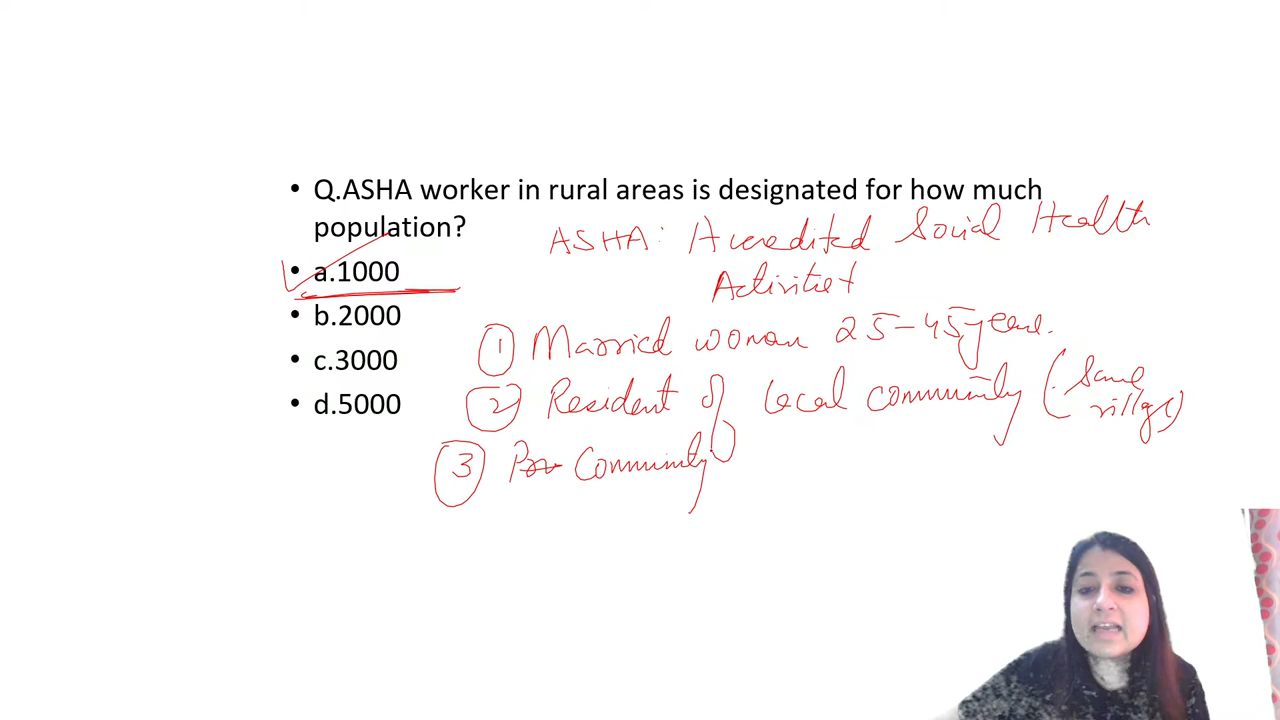 • Q.ASHA worker in rural areas is designated for how much
population?
ASHA: Accredited Social Health
Activitiet
• a.1000
• b.2000
• c.3000
• d.5000
① Married woman 25-45 years.
② Resident of local community (same
village)
③ Community